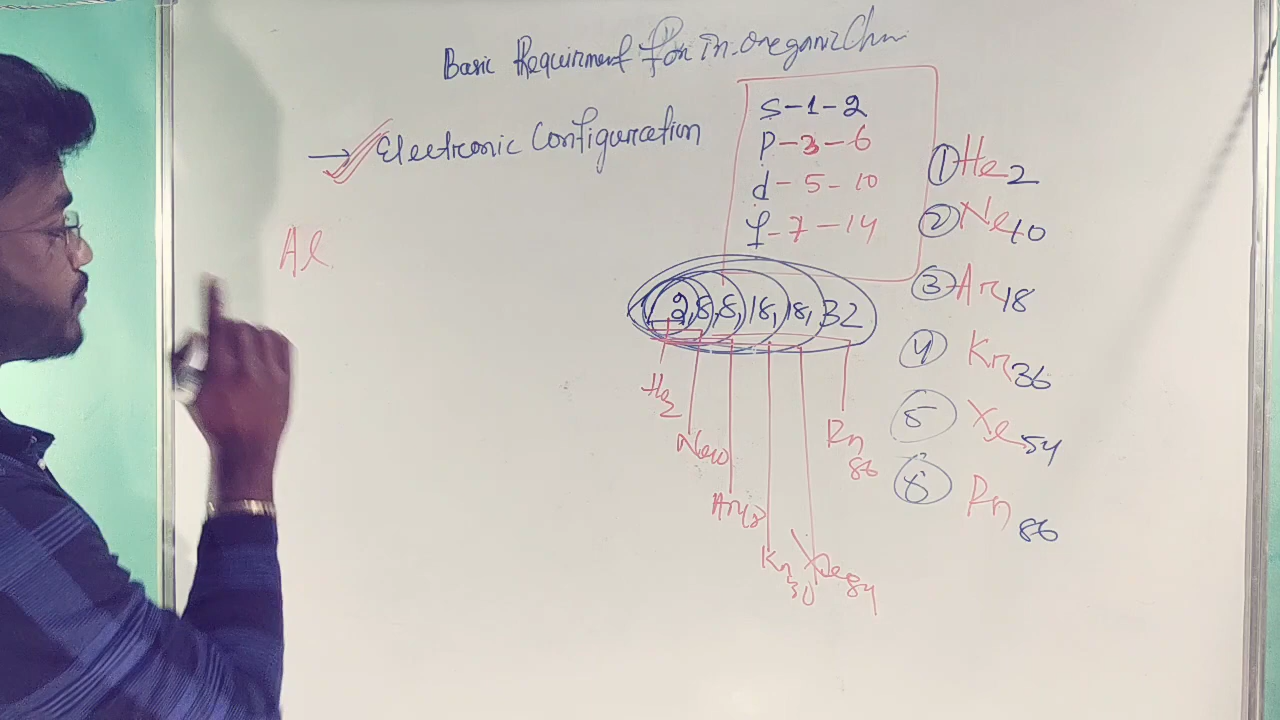 Basic Requirment for in-oreganic Chm
→ Electronic Configuration
S-1-2
P-3-6
d-5-10
f-7-14
① He2
② Ne10
③ Ar18
④ Kr36
⑤ Xe54
⑥ Rn86
Al
2,8,8,18,18,32
He2
Ne10
Ar18
Kr
Xe54
Rn86